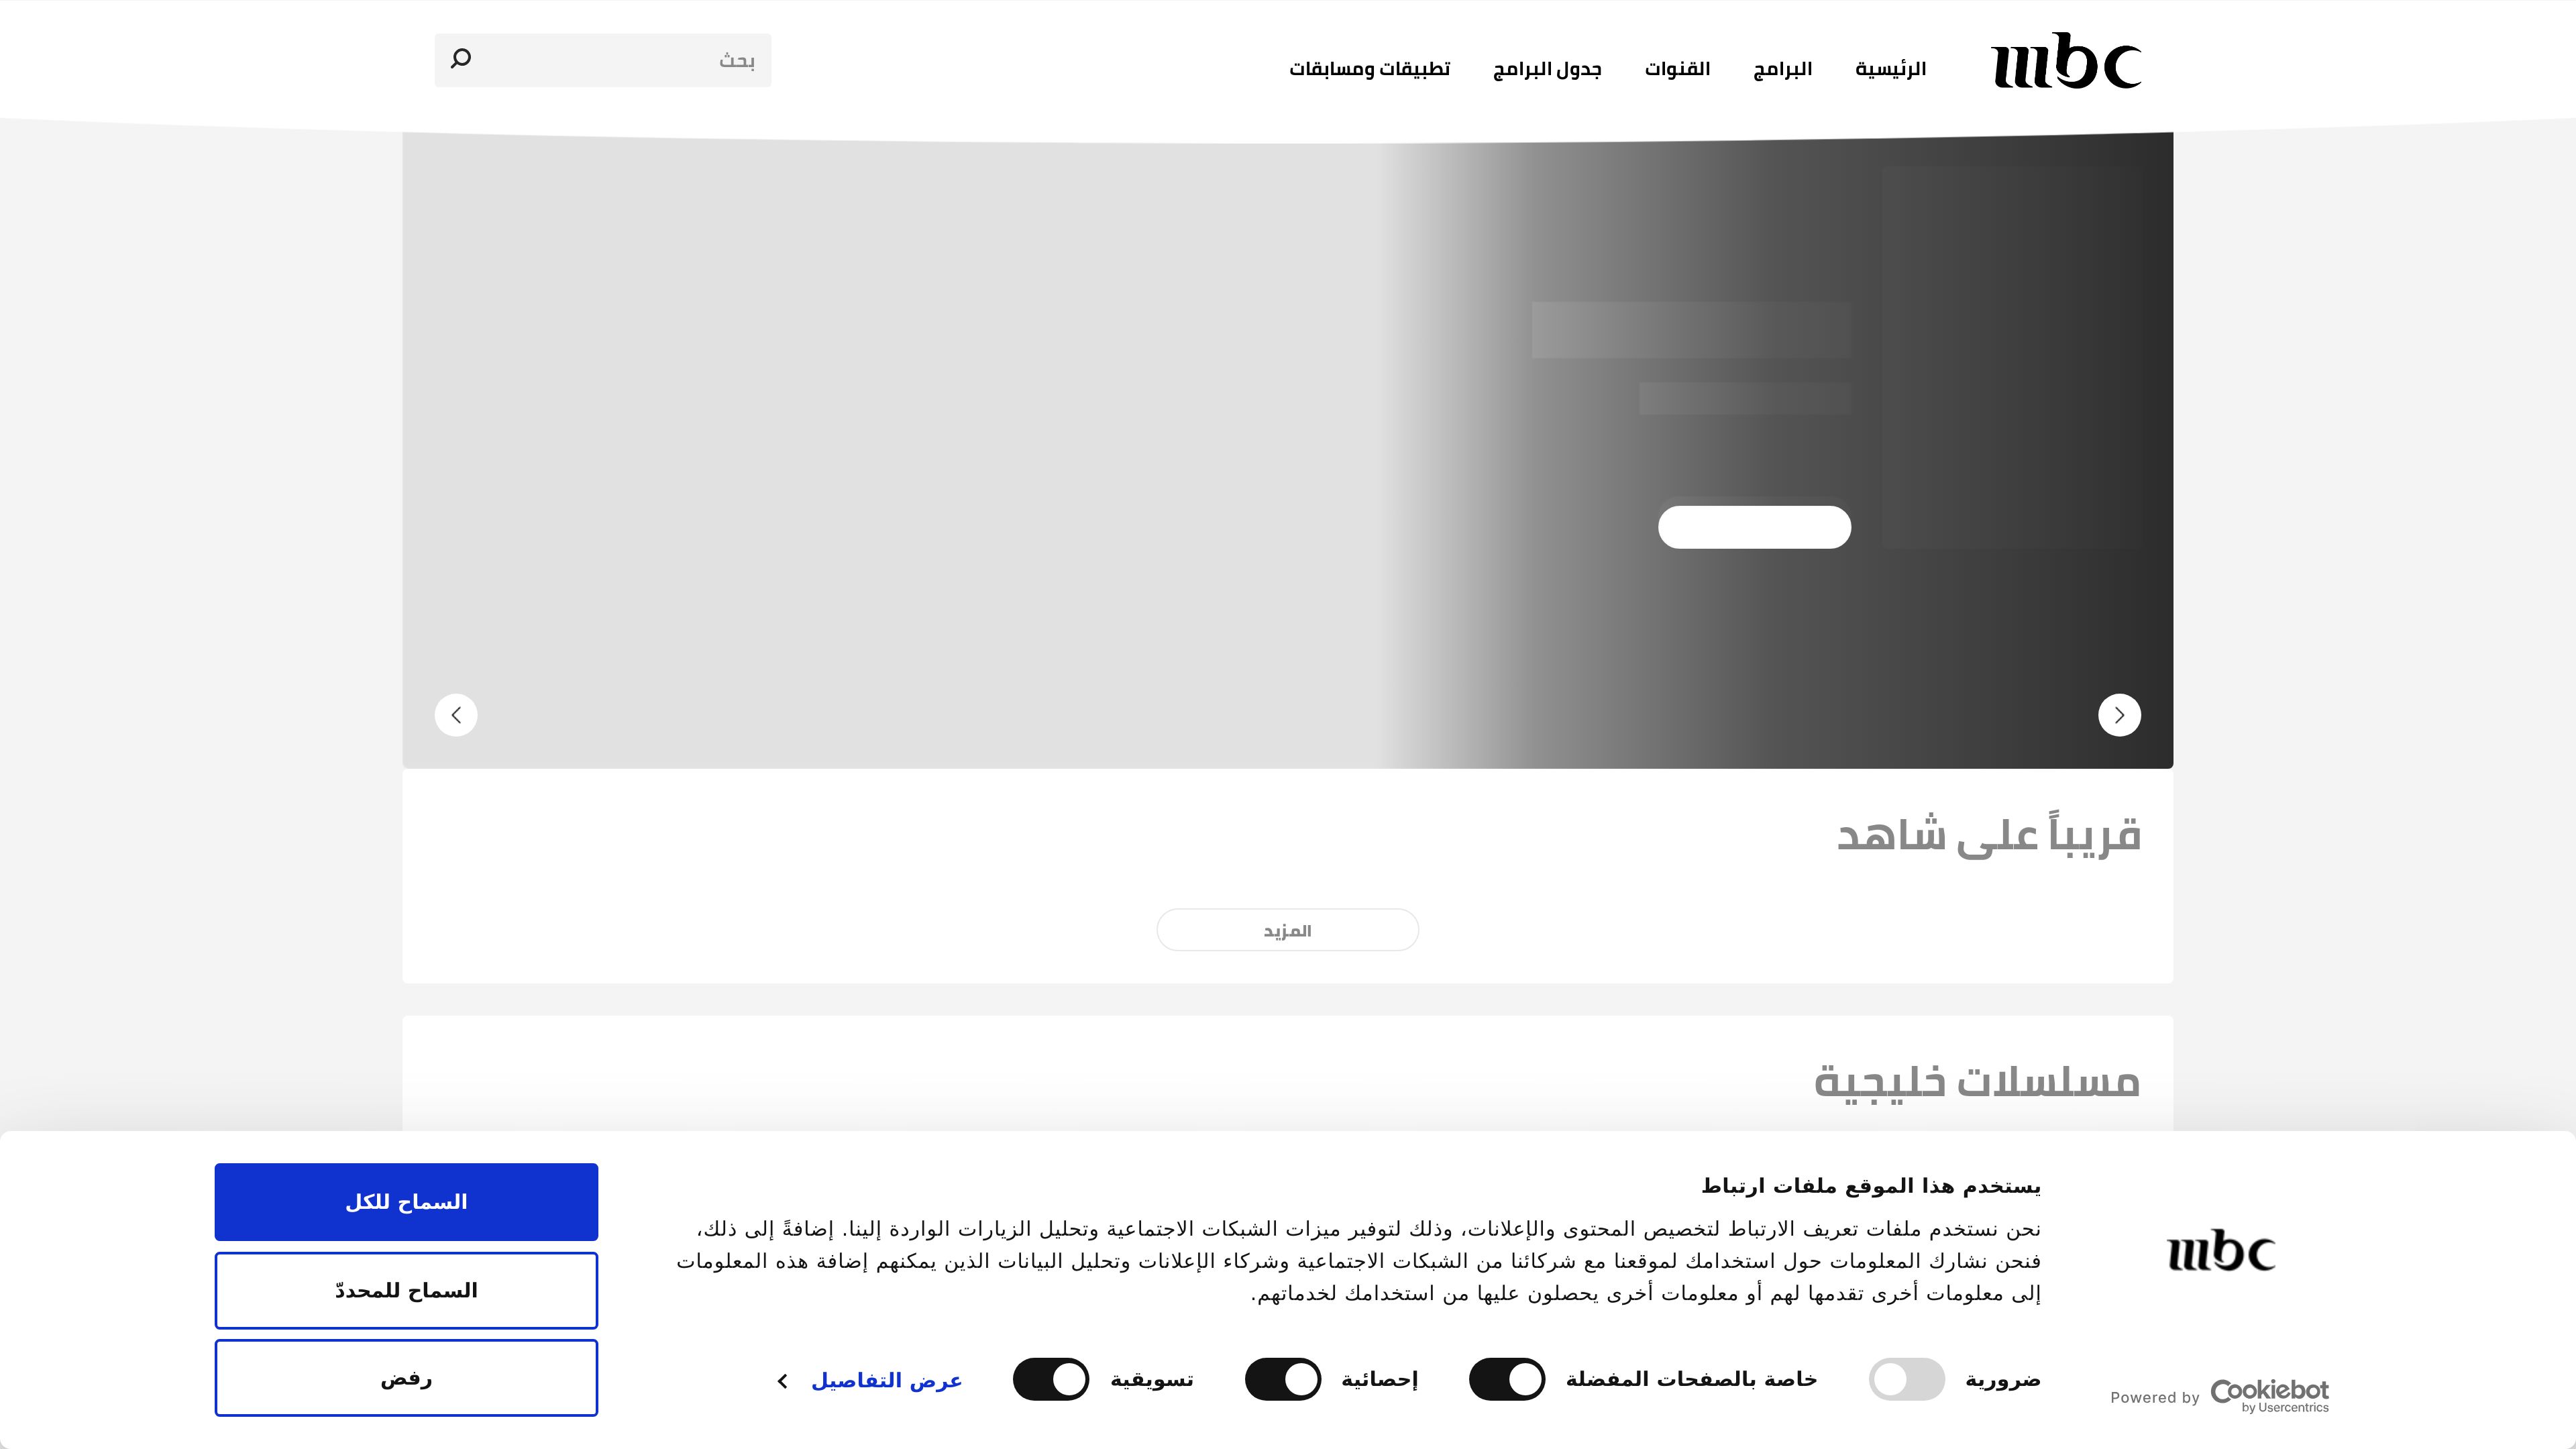 mbc
الرئيسية
البرامج
القنوات
جدول البرامج
تطبيقات ومسابقات
بحث
قريباً على شاهد
المزيد
مسلسلات خليجية
mbc
يستخدم هذا الموقع ملفات ارتباط
نحن نستخدم ملفات تعريف الارتباط لتخصيص المحتوى والإعلانات، وذلك لتوفير ميزات الشبكات الاجتماعية وتحليل الزيارات الواردة إلينا. إضافةً إلى ذلك،
فنحن نشارك المعلومات حول استخدامك لموقعنا مع شركائنا من الشبكات الاجتماعية وشركاء الإعلانات وتحليل البيانات الذين يمكنهم إضافة هذه المعلومات
إلى معلومات أخرى تقدمها لهم أو معلومات أخرى يحصلون عليها من استخدامك لخدماتهم.
ضرورية
خاصة بالصفحات المفضلة
إحصائية
تسويقية
عرض التفاصيل
السماح للكل
السماح للمحددّ
رفض
Powered by Cookiebot
by Usercentrics